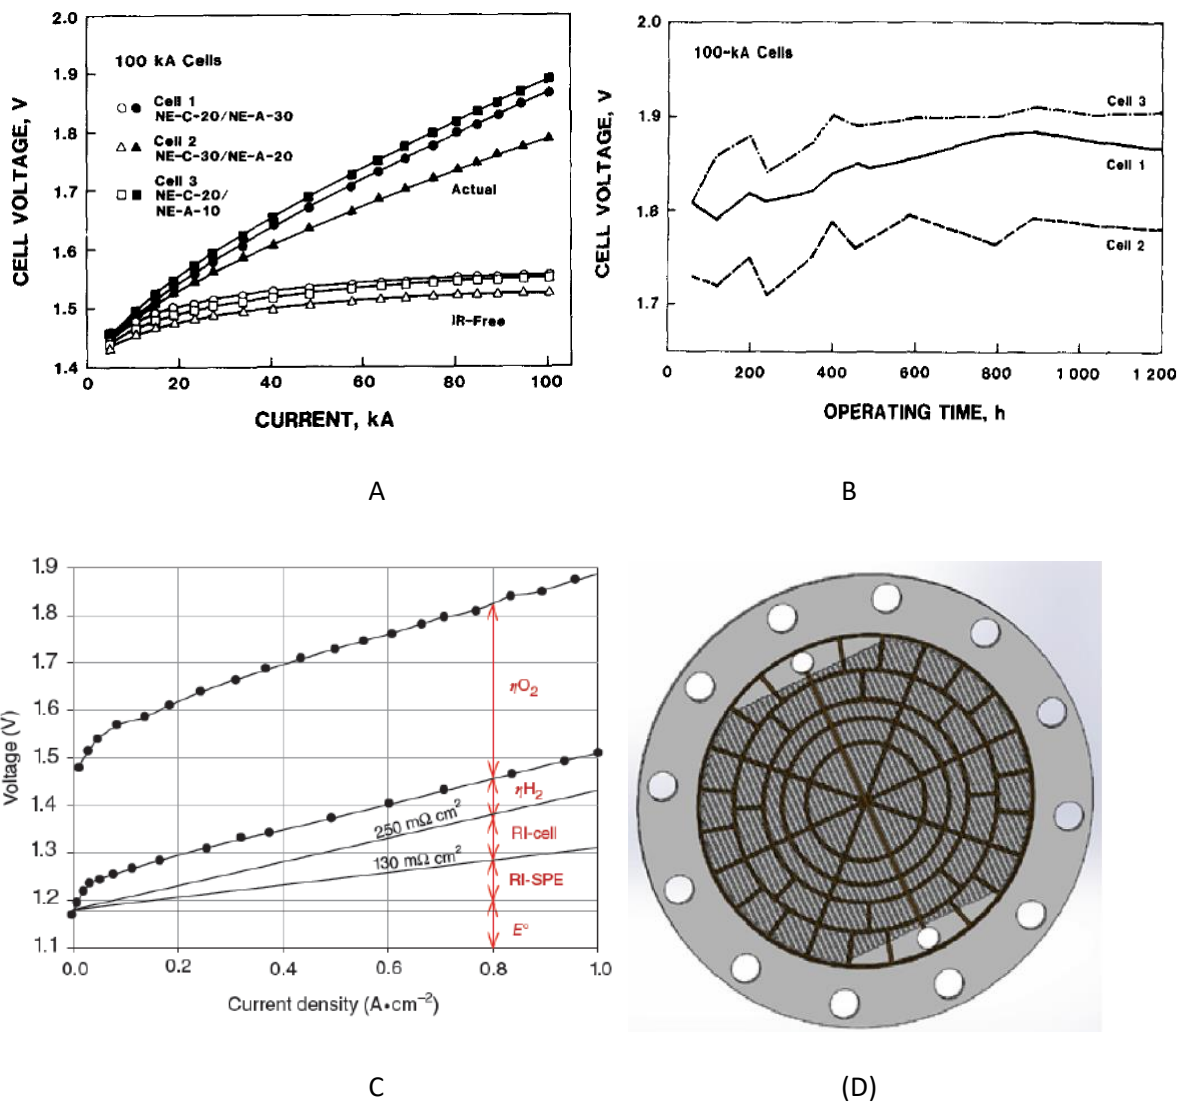 2.0
1.9
1.8
1.7
1.6
1.5
1.4
CELL VOLTAGE, V
100 kA Cells
Cell 1
NE-C-20/NE-A-30
Cell 2
NE-C-30/NE-A-20
Cell 3
NE-C-20/
NE-A-10
Actual
IR-Free
0 20 40 60 80 100
CURRENT, kA
A
2.0
1.9
1.8
1.7
CELL VOLTAGE, V
100-kA Cells
Cell 3
Cell 1
Cell 2
0 200 400 600 800 1 000 1 200
OPERATING TIME, h
B
1.9
1.8
1.7
1.6
1.5
1.4
1.3
1.2
1.1
Voltage (V)
ηO₂
ηH₂
250 mΩ cm²
RI-cell
130 mΩ cm²
RI-SPE
E°
0.0 0.2 0.4 0.6 0.8 1.0
Current density (A•cm⁻²)
C
(D)